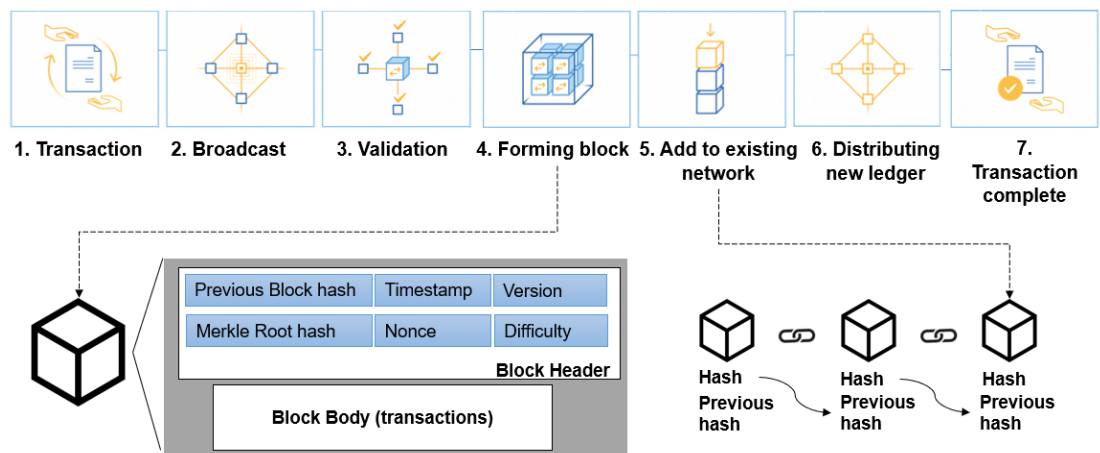 1. Transaction
2. Broadcast
3. Validation
4. Forming block
5. Add to existing
network
6. Distributing
new ledger
7.
Transaction
complete
Previous Block hash
Timestamp
Version
Merkle Root hash
Nonce
Difficulty
Block Header
Block Body (transactions)
Hash
Previous
hash
Hash
Previous
hash
Hash
Previous
hash